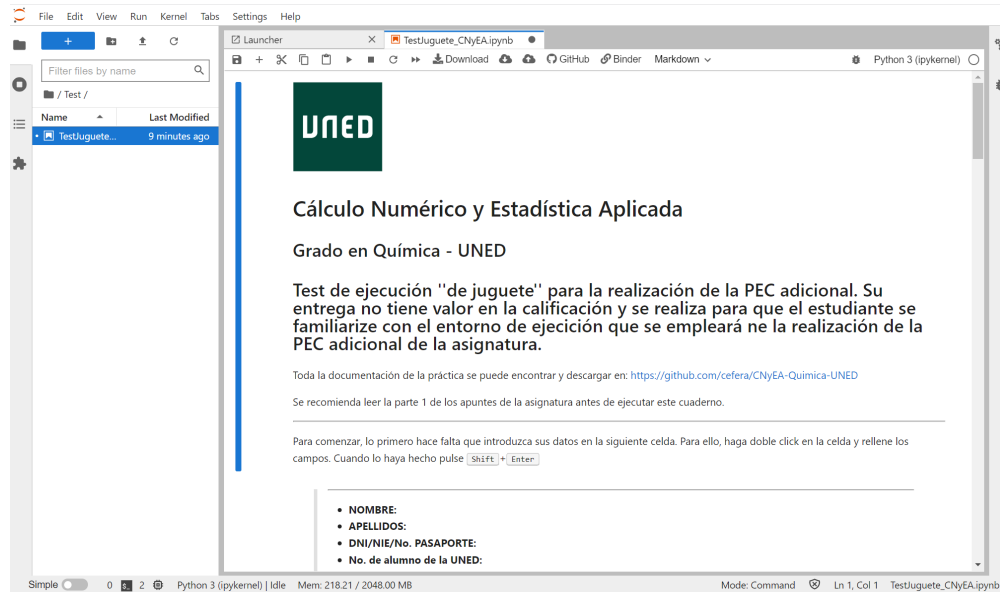 File Edit View Run Kernel Tabs Settings Help
Filter files by name
/ Test /
Name Last Modified
TestJuguete... 9 minutes ago
Launcher
TestJuguete_CNyEA.ipynb
Download GitHub Binder Markdown Python 3 (ipykernel)
UNED
Cálculo Numérico y Estadística Aplicada
Grado en Química - UNED
Test de ejecución "de juguete" para la realización de la PEC adicional. Su
entrega no tiene valor en la calificación y se realiza para que el estudiante se
familiarize con el entorno de ejecición que se empleará ne la realización de la
PEC adicional de la asignatura.
Toda la documentación de la práctica se puede encontrar y descargar en: https://github.com/cefera/CNyEA-Quimica-UNED
Se recomienda leer la parte 1 de los apuntes de la asignatura antes de ejecutar este cuaderno.
Para comenzar, lo primero hace falta que introduzca sus datos en la siguiente celda. Para ello, haga doble click en la celda y rellene los
campos. Cuando lo haya hecho pulse Shift + Enter
• NOMBRE:
• APELLIDOS:
• DNI/NIE/No. PASAPORTE:
• No. de alumno de la UNED:
Simple 0 2 Python 3 (ipykernel) | Idle Mem: 218.21 / 2048.00 MB Mode: Command Ln 1, Col 1 TestJuguete_CNyEA.ipynb